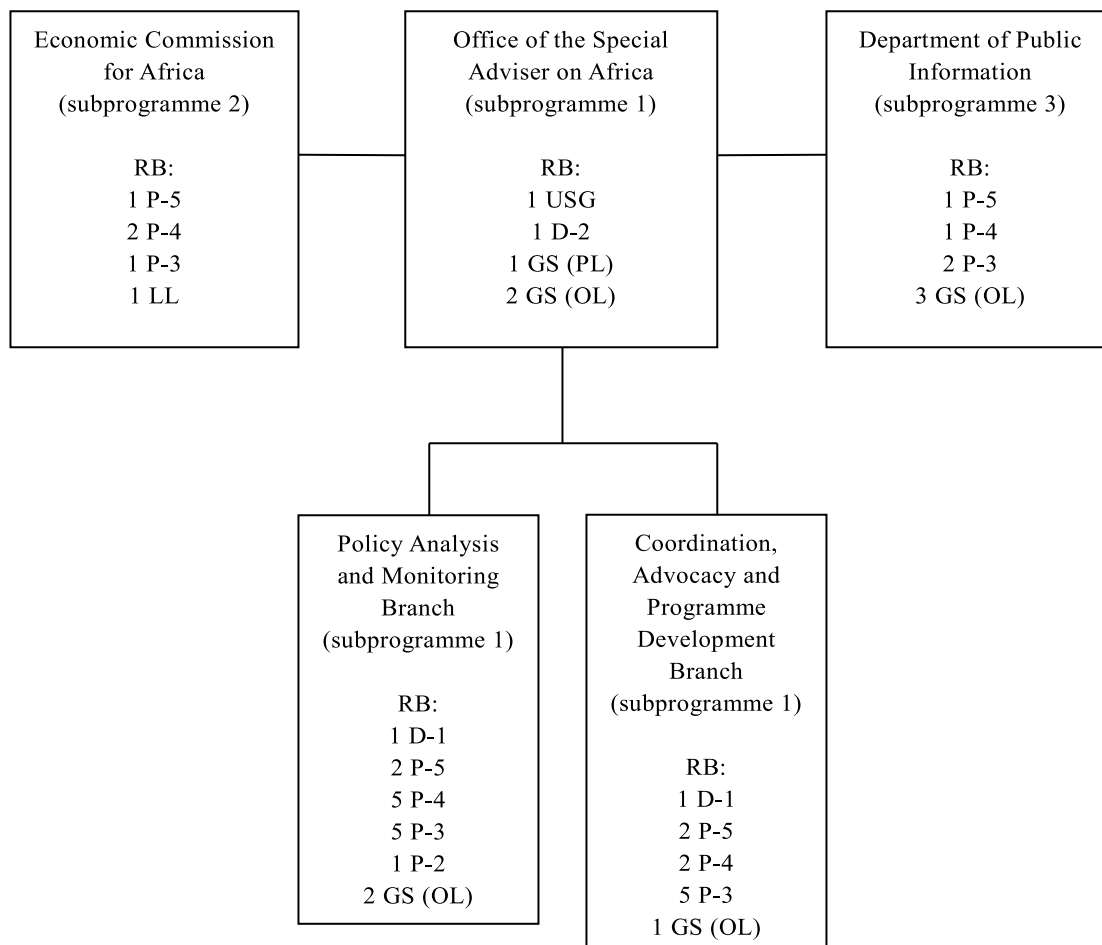 Economic Commission
for Africa
(subprogramme 2)
RB:
1 P-5
2 P-4
1 P-3
1 LL
Office of the Special
Adviser on Africa
(subprogramme 1)
RB:
1 USG
1 D-2
1 GS (PL)
2 GS (OL)
Department of Public
Information
(subprogramme 3)
RB:
1 P-5
1 P-4
2 P-3
3 GS (OL)
Policy Analysis
and Monitoring
Branch
(subprogramme 1)
RB:
1 D-1
2 P-5
5 P-4
5 P-3
1 P-2
2 GS (OL)
Coordination,
Advocacy and
Programme
Development
Branch
(subprogramme 1)
RB:
1 D-1
2 P-5
2 P-4
5 P-3
1 GS (OL)